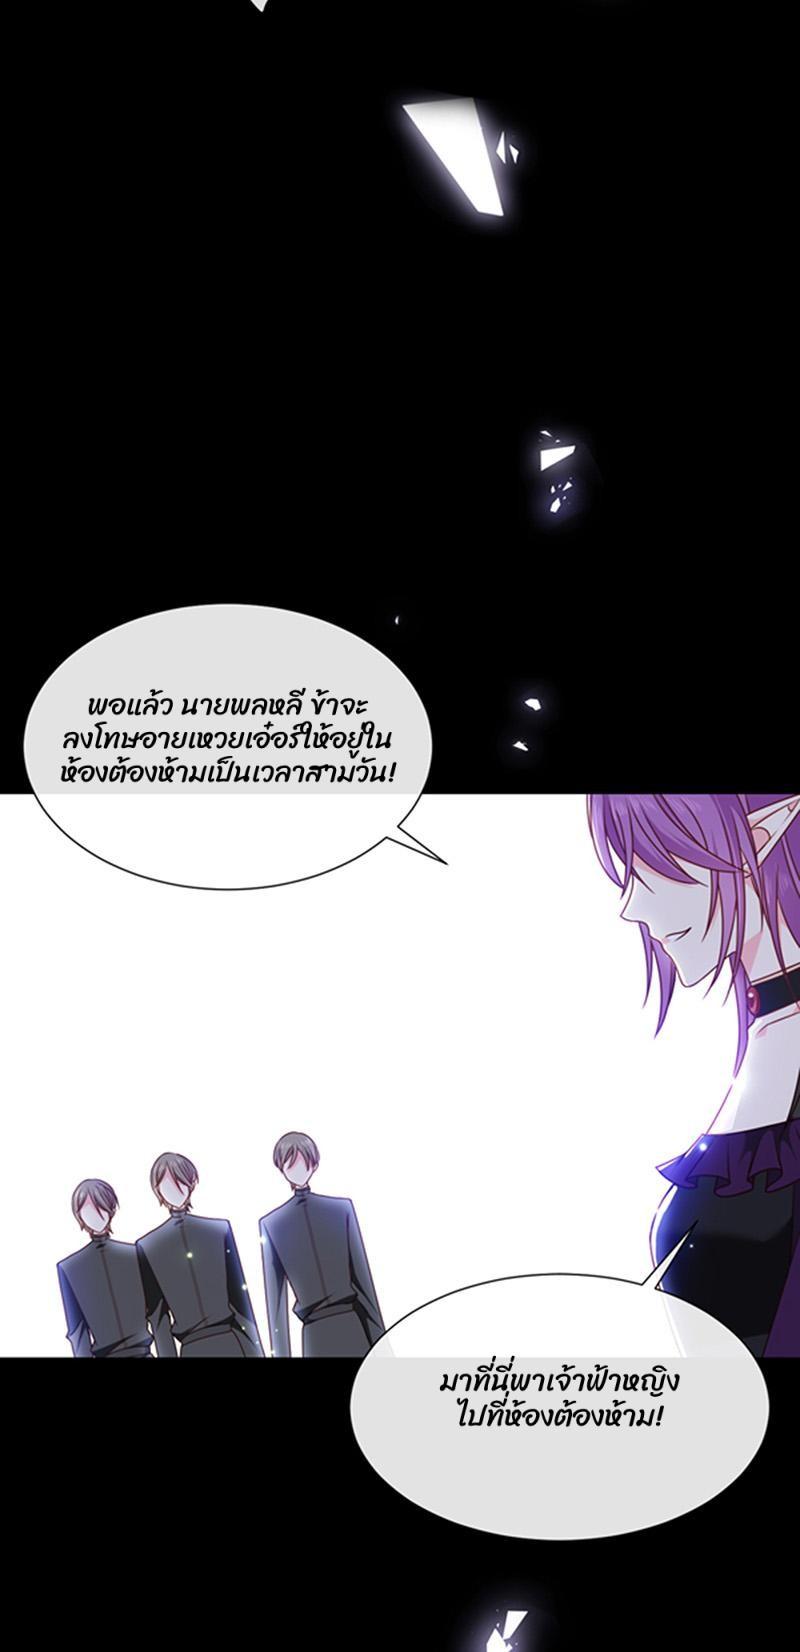 พอแล้ว นายพลหลี ข้าจะ
ลงโทษอายเหวยเอ๋อร์ให้อยู่ใน
ห้องต้องห้ามเป็นเวลาสามวัน!
มาที่นี่พาเจ้าฟ้าหญิง
ไปที่ห้องต้องห้าม!